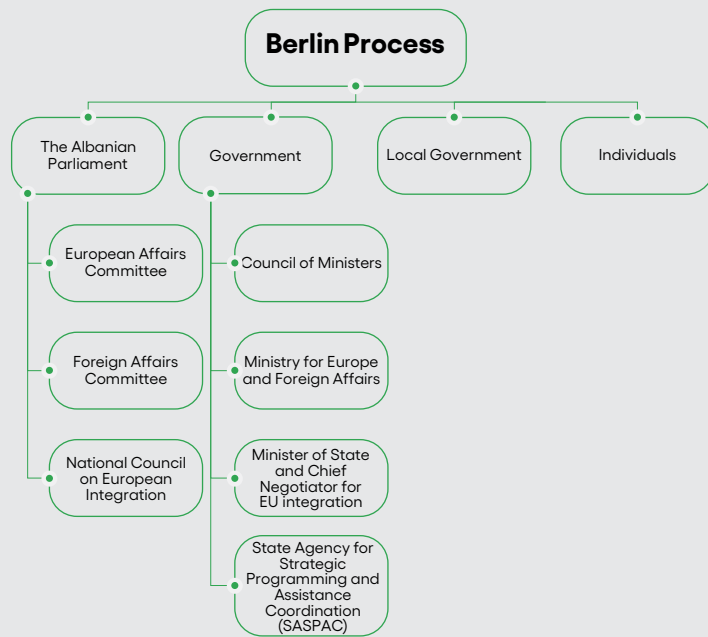 Berlin Process
The Albanian
Parliament
Government
Local Government
Individuals
European Affairs
Committee
Foreign Affairs
Committee
National Council
on European
Integration
Council of Ministers
Ministry for Europe
and Foreign Affairs
Minister of State
and Chief
Negotiator for
EU integration
State Agency for
Strategic
Programming and
Assistance
Coordination
(SASPAC)